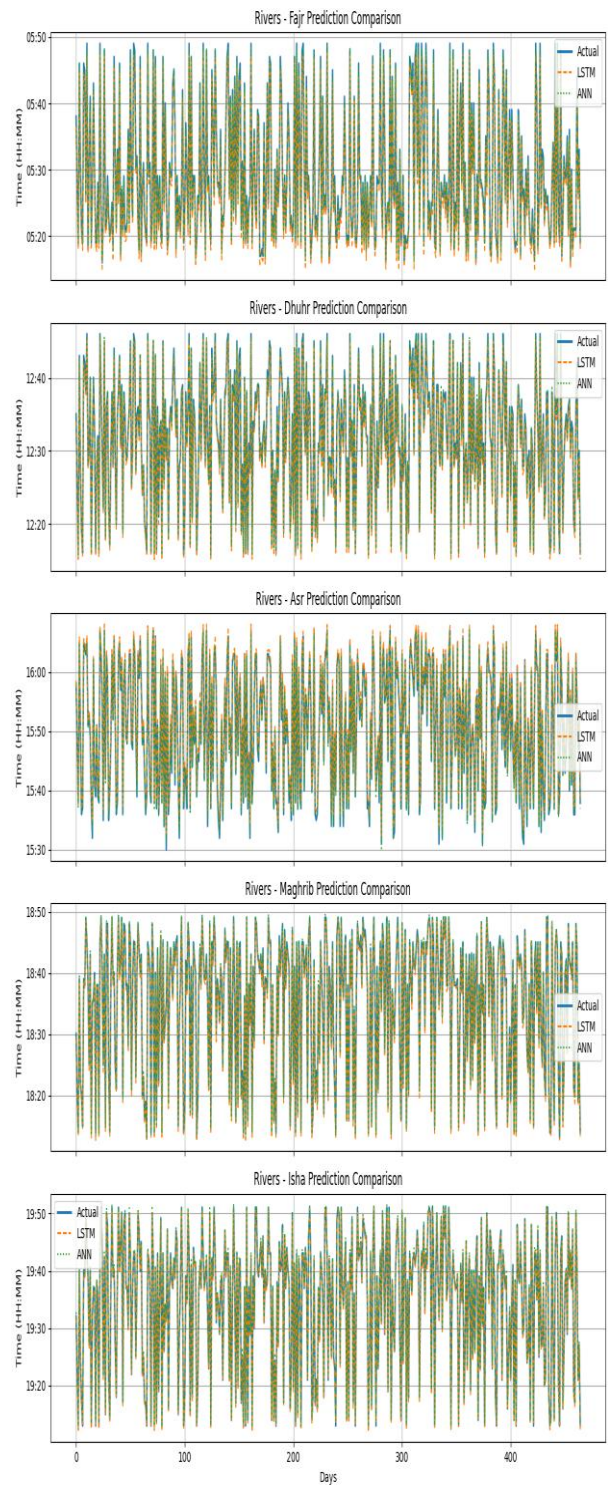 Rivers - Fajr Prediction Comparison
Time (HH:MM)
05:50
05:40
05:30
05:20
Actual
LSTM
ANN
Rivers - Dhuhr Prediction Comparison
Time (HH:MM)
12:40
12:30
12:20
Actual
LSTM
ANN
Rivers - Asr Prediction Comparison
Time (HH:MM)
16:00
15:50
15:40
15:30
Actual
LSTM
ANN
Rivers - Maghrib Prediction Comparison
Time (HH:MM)
18:50
18:40
18:30
18:20
Actual
LSTM
ANN
Rivers - Isha Prediction Comparison
Time (HH:MM)
19:50
19:40
19:30
19:20
Actual
LSTM
ANN
0 100 200 300 400
Days